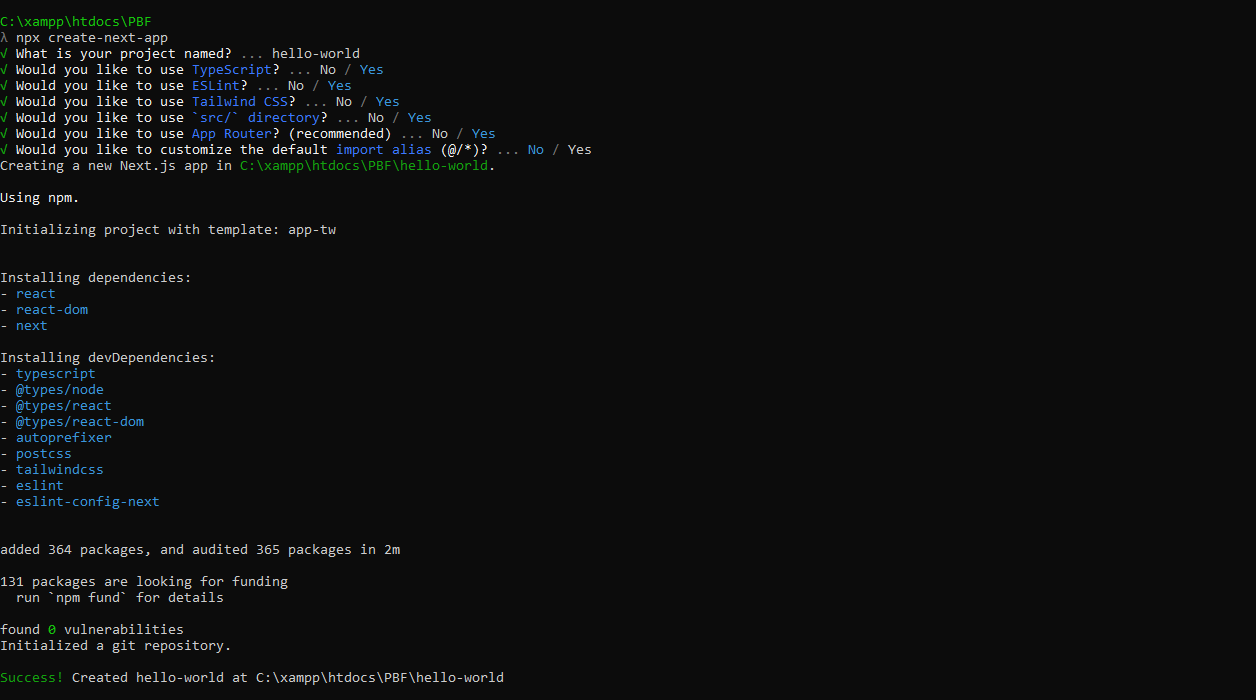 C:\xampp\htdocs\PBF
λ npx create-next-app
√ What is your project named? ... hello-world
√ Would you like to use TypeScript? ... No / Yes
√ Would you like to use ESLint? ... No / Yes
√ Would you like to use Tailwind CSS? ... No / Yes
√ Would you like to use `src/` directory? ... No / Yes
√ Would you like to use App Router? (recommended) ... No / Yes
√ Would you like to customize the default import alias (@/*)? ... No / Yes
Creating a new Next.js app in C:\xampp\htdocs\PBF\hello-world.
Using npm.
Initializing project with template: app-tw
Installing dependencies:
- react
- react-dom
- next
Installing devDependencies:
- typescript
- @types/node
- @types/react
- @types/react-dom
- autoprefixer
- postcss
- tailwindcss
- eslint
- eslint-config-next
added 364 packages, and audited 365 packages in 2m
131 packages are looking for funding
run `npm fund` for details
found 0 vulnerabilities
Initialized a git repository.
Success! Created hello-world at C:\xampp\htdocs\PBF\hello-world